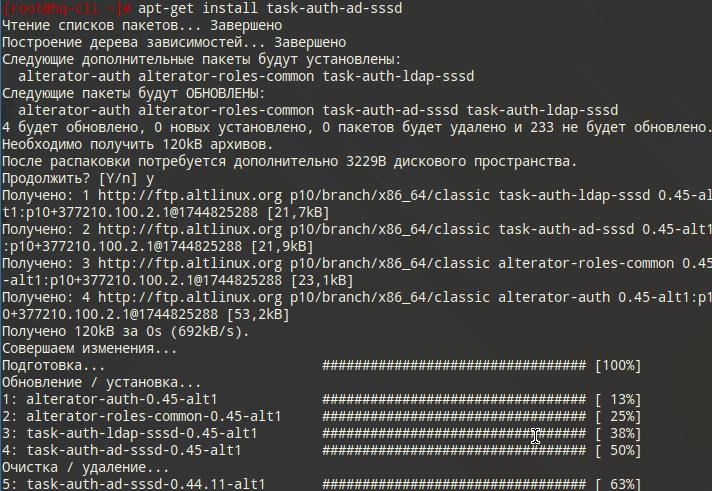 [root@hq-cli ~]# apt-get install task-auth-ad-sssd
Чтение списков пакетов... Завершено
Построение дерева зависимостей... Завершено
Следующие дополнительные пакеты будут установлены:
  alterator-auth alterator-roles-common task-auth-ldap-sssd
Следующие пакеты будут ОБНОВЛЕНЫ:
  alterator-auth alterator-roles-common task-auth-ad-sssd task-auth-ldap-sssd
4 будет обновлено, 0 новых установлено, 0 пакетов будет удалено и 233 не будет обновлено.
Необходимо получить 120kB архивов.
После распаковки потребуется дополнительно 3229B дискового пространства.
Продолжить? [Y/n] y
Получено: 1 http://ftp.altlinux.org p10/branch/x86_64/classic task-auth-ldap-sssd 0.45-al
t1:p10+377210.100.2.1@1744825288 [21,7kB]
Получено: 2 http://ftp.altlinux.org p10/branch/x86_64/classic task-auth-ad-sssd 0.45-alt1
:p10+377210.100.2.1@1744825288 [21,9kB]
Получено: 3 http://ftp.altlinux.org p10/branch/x86_64/classic alterator-roles-common 0.45
-alt1:p10+377210.100.2.1@1744825288 [23,1kB]
Получено: 4 http://ftp.altlinux.org p10/branch/x86_64/classic alterator-auth 0.45-alt1:p1
0+377210.100.2.1@1744825288 [53,2kB]
Получено 120kB за 0s (692kB/s).
Совершаем изменения...
Подготовка... ################################# [100%]
Обновление / установка...
1: alterator-auth-0.45-alt1 ################################# [ 13%]
2: alterator-roles-common-0.45-alt1 ################################# [ 25%]
3: task-auth-ldap-sssd-0.45-alt1 ################################# [ 38%]
4: task-auth-ad-sssd-0.45-alt1 ################################# [ 50%]
Очистка / удаление...
5: task-auth-ad-sssd-0.44.11-alt1 ################################# [ 63%]